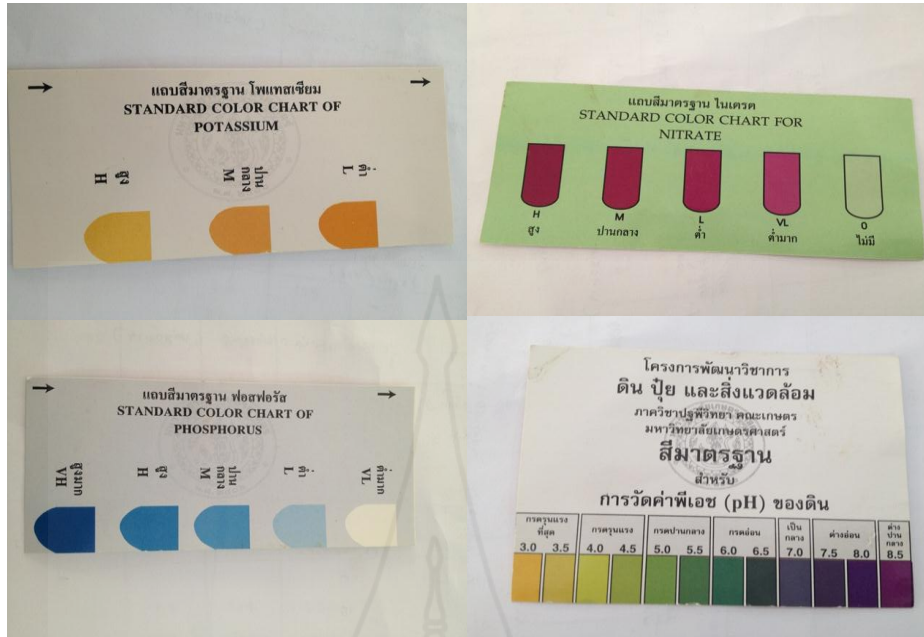 แถบสีมาตรฐาน โพแทสเซียม
STANDARD COLOR CHART OF
POTASSIUM
สูง
H
ปาน
กลาง
M
ต่ำ
L
แถบสีมาตรฐาน ไนเตรด
STANDARD COLOR CHART FOR
NITRATE
H
M
L
VL
0
สูง
ปานกลาง
ต่ำ
ต่ำมาก
ไม่มี
แถบสีมาตรฐาน ฟอสฟอรัส
STANDARD COLOR CHART OF
PHOSPHORUS
สูงมาก
VH
สูง
H
ปาน
กลาง
M
ต่ำ
L
ต่ำมาก
VL
โครงการพัฒนาวิชาการ
ดิน ปุ๋ย และสิ่งแวดล้อม
ภาควิชาปฐพีวิทยา คณะเกษตร
มหาวิทยาลัยเกษตรศาสตร์
สีมาตรฐาน
สำหรับ
การวัดค่าพีเอช (pH) ของดิน
กรดรุนแรง
ที่สุด
กรดรุนแรง
กรดปานกลาง
กรดอ่อน
เป็น
กลาง
ด่างอ่อน
ด่าง
ปาน
กลาง
3.0 3.5 4.0 4.5 5.0 5.5 6.0 6.5 7.0 7.5 8.0 8.5